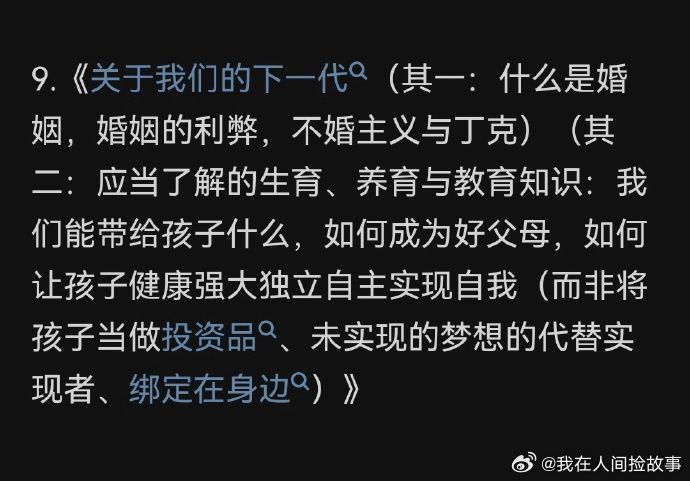 9.《关于我们的下一代（其一：什么是婚
姻，婚姻的利弊，不婚主义与丁克）（其
二：应当了解的生育、养育与教育知识：我
们能带给孩子什么，如何成为好父母，如何
让孩子健康强大独立自主实现自我（而非将
孩子当做投资品、未实现的梦想的代替实
现者、绑定在身边）》
@我在人间捡故事